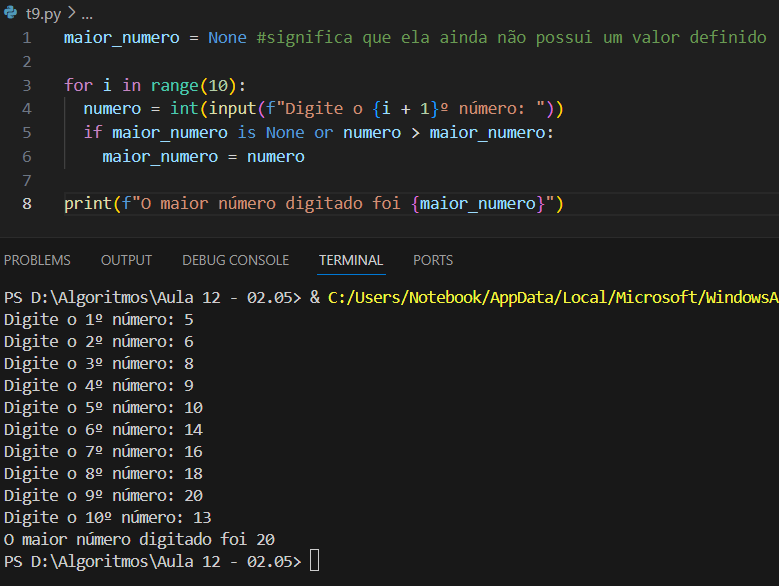 t9.py > ...
1 maior_numero = None #significa que ela ainda não possui um valor definido
2
3 for i in range(10):
4   numero = int(input(f"Digite o {i + 1}º número: "))
5   if maior_numero is None or numero > maior_numero:
6     maior_numero = numero
7
8 print(f"O maior número digitado foi {maior_numero}")
PROBLEMS OUTPUT DEBUG CONSOLE TERMINAL PORTS
PS D:\Algoritmos\Aula 12 - 02.05> & C:/Users/Notebook/AppData/Local/Microsoft/WindowsA
Digite o 1º número: 5
Digite o 2º número: 6
Digite o 3º número: 8
Digite o 4º número: 9
Digite o 5º número: 10
Digite o 6º número: 14
Digite o 7º número: 16
Digite o 8º número: 18
Digite o 9º número: 20
Digite o 10º número: 13
O maior número digitado foi 20
PS D:\Algoritmos\Aula 12 - 02.05>